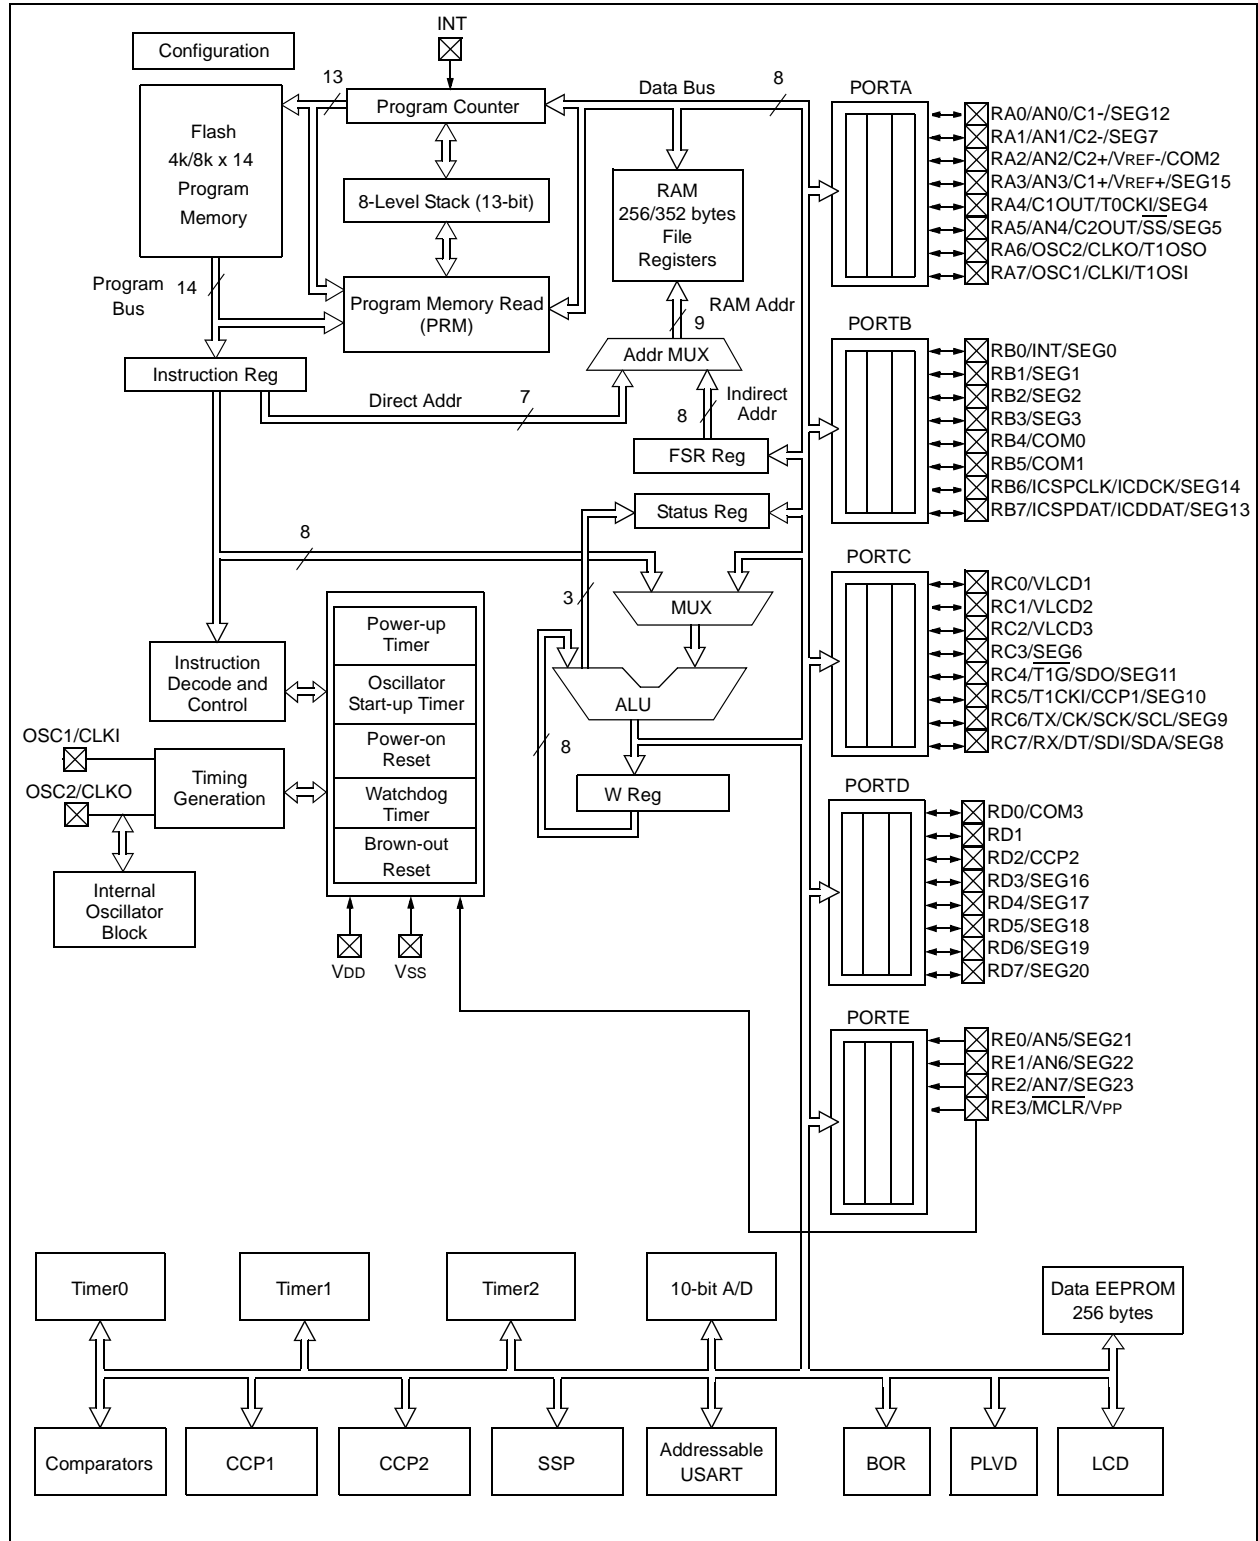 INT
Configuration
13
Program Counter
Data Bus
8
Flash
4k/8k x 14
Program
Memory
8-Level Stack (13-bit)
RAM
256/352 bytes
File
Registers
Program
Bus
14
Program Memory Read
(PRM)
RAM Addr
9
Addr MUX
Instruction Reg
Direct Addr
7
Indirect
Addr
8
FSR Reg
Status Reg
8
3
MUX
ALU
8
W Reg
Power-up
Timer
Oscillator
Start-up Timer
Power-on
Reset
Watchdog
Timer
Brown-out
Reset
Instruction
Decode and
Control
OSC1/CLKI
OSC2/CLKO
Timing
Generation
Internal
Oscillator
Block
VDD
VSS
PORTA
RA0/AN0/C1-/SEG12
RA1/AN1/C2-/SEG7
RA2/AN2/C2+/VREF-/COM2
RA3/AN3/C1+/VREF+/SEG15
RA4/C1OUT/T0CKI/SEG4
RA5/AN4/C2OUT/SS/SEG5
RA6/OSC2/CLKO/T1OSO
RA7/OSC1/CLKI/T1OSI
PORTB
RB0/INT/SEG0
RB1/SEG1
RB2/SEG2
RB3/SEG3
RB4/COM0
RB5/COM1
RB6/ICSPCLK/ICDCK/SEG14
RB7/ICSPDAT/ICDDAT/SEG13
PORTC
RC0/VLCD1
RC1/VLCD2
RC2/VLCD3
RC3/SEG6
RC4/T1G/SDO/SEG11
RC5/T1CKI/CCP1/SEG10
RC6/TX/CK/SCK/SCL/SEG9
RC7/RX/DT/SDI/SDA/SEG8
PORTD
RD0/COM3
RD1
RD2/CCP2
RD3/SEG16
RD4/SEG17
RD5/SEG18
RD6/SEG19
RD7/SEG20
PORTE
RE0/AN5/SEG21
RE1/AN6/SEG22
RE2/AN7/SEG23
RE3/MCLR/VPP
Timer0
Timer1
Timer2
10-bit A/D
Data EEPROM
256 bytes
Comparators
CCP1
CCP2
SSP
Addressable
USART
BOR
PLVD
LCD